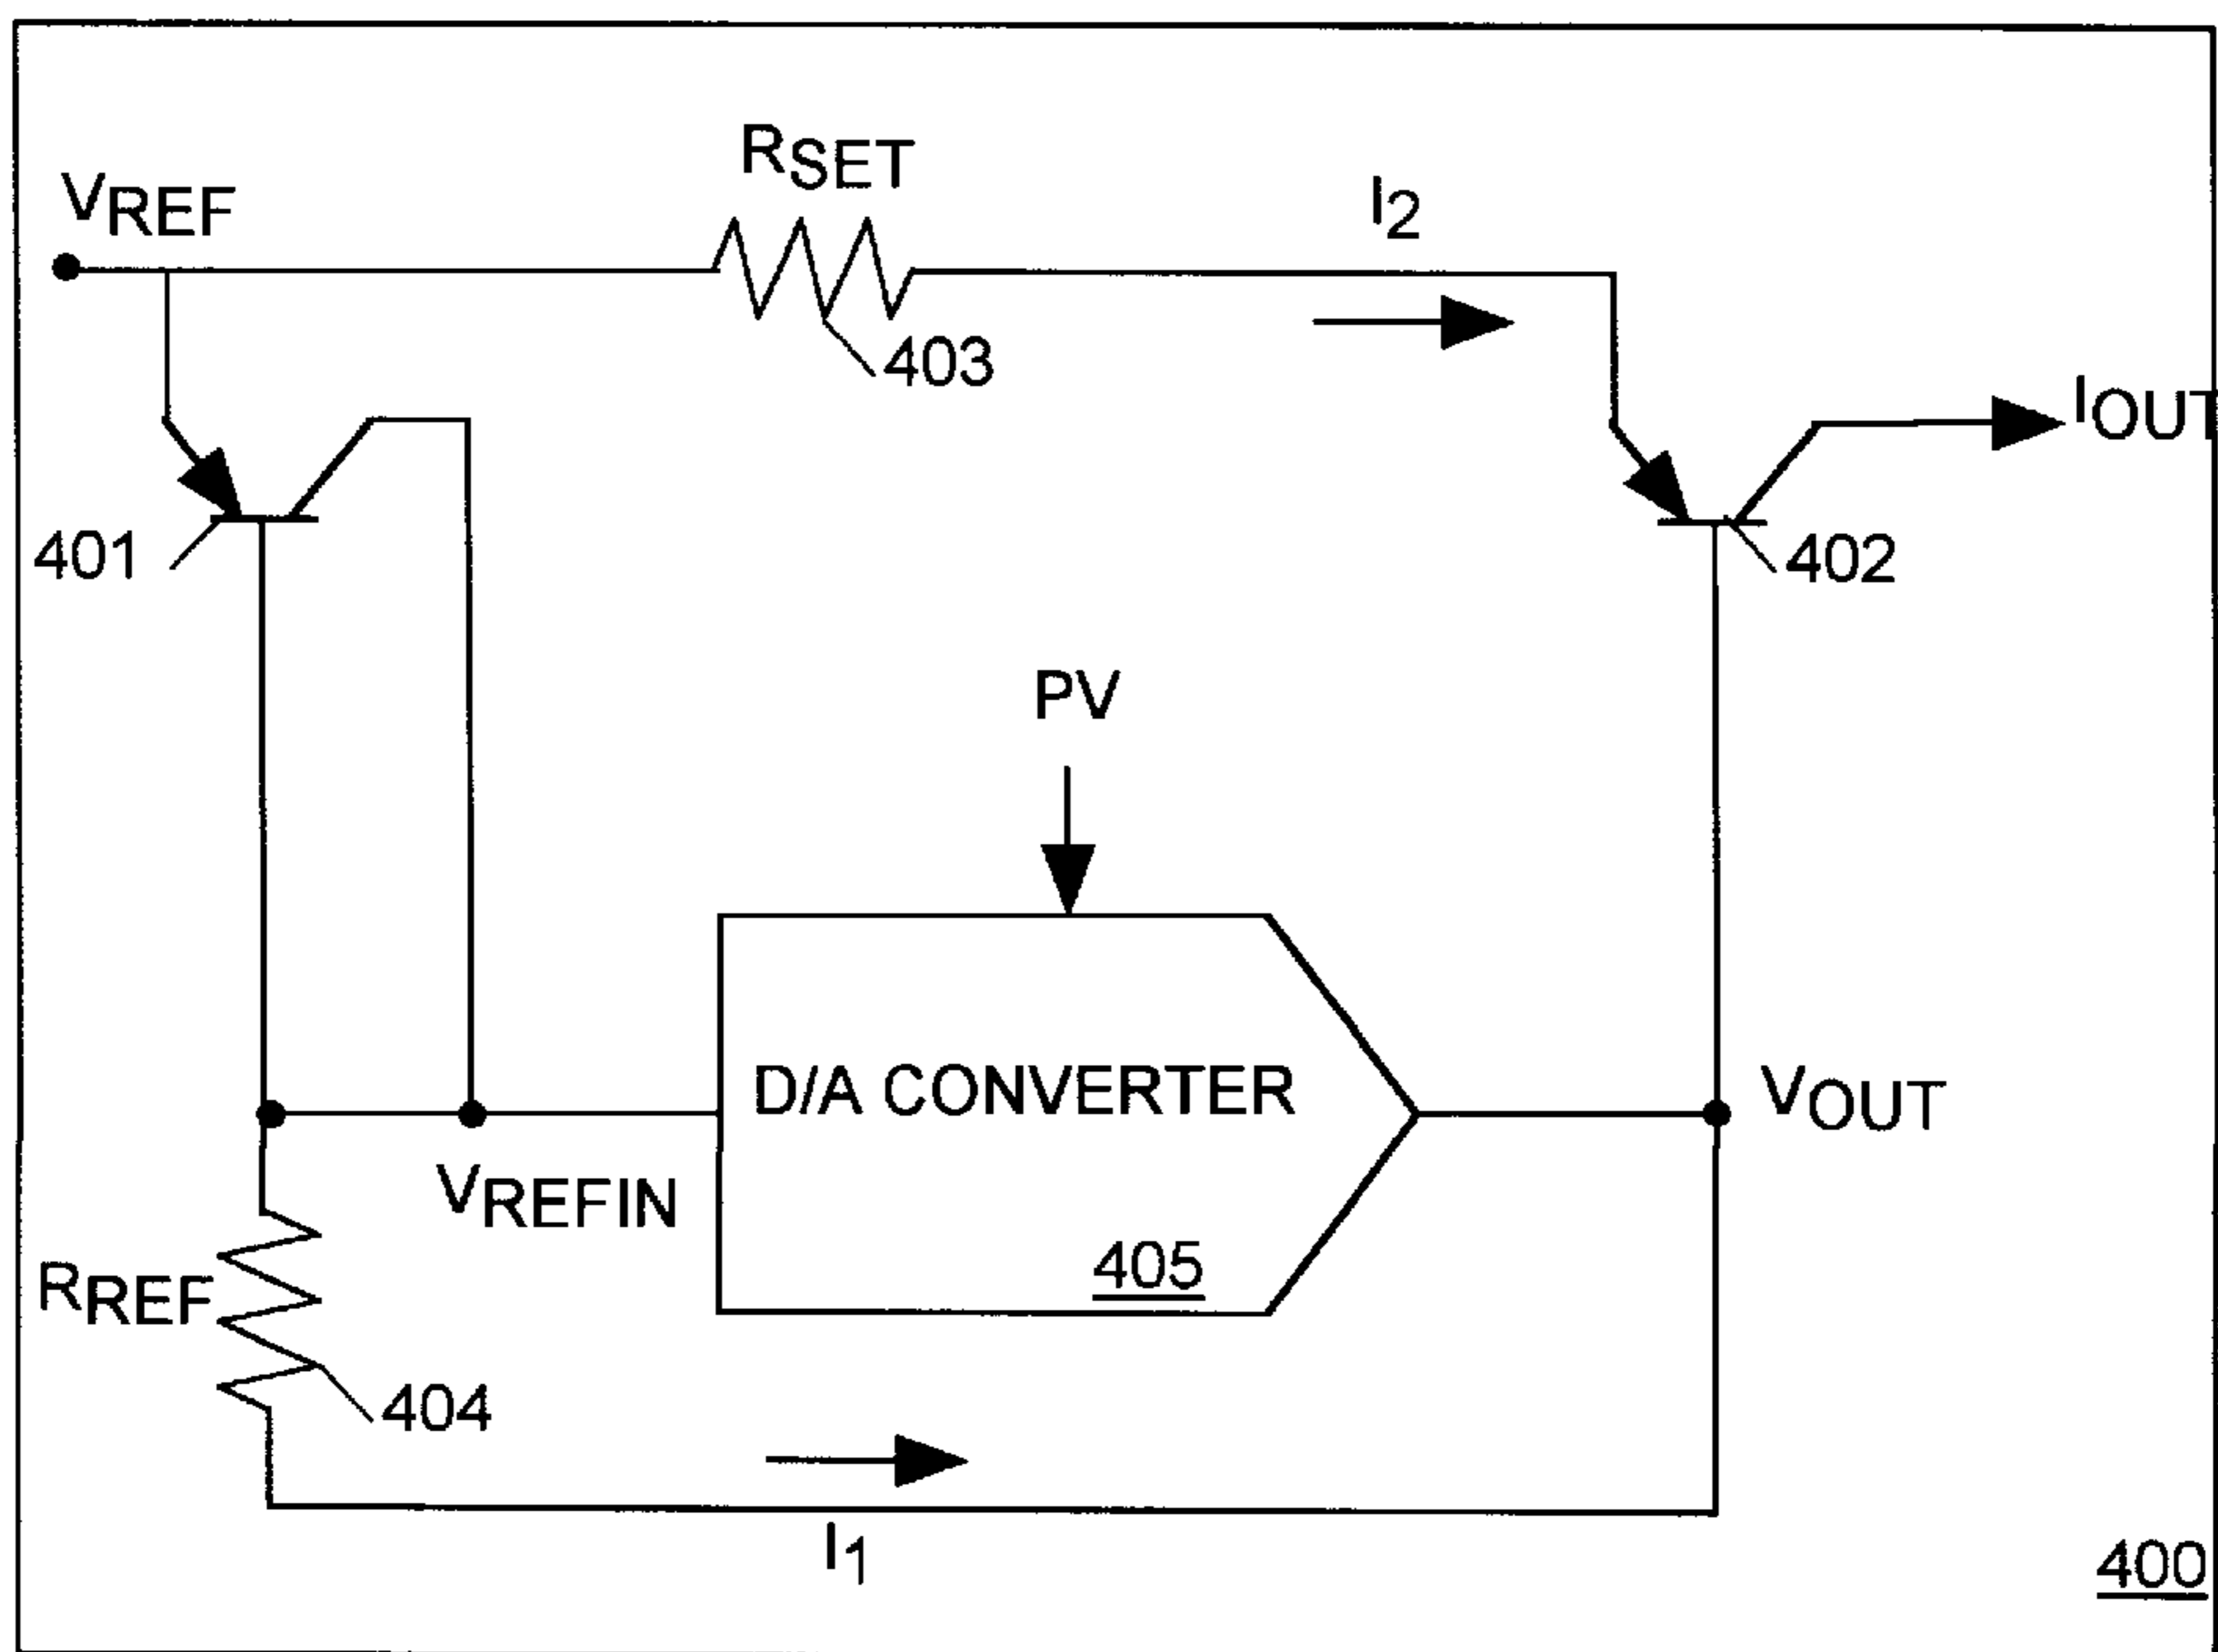 RSET
VREF
I2
403
IOUT
401
402
PV
D/A CONVERTER
VOUT
VREFIN
405
RREF
404
I1
400